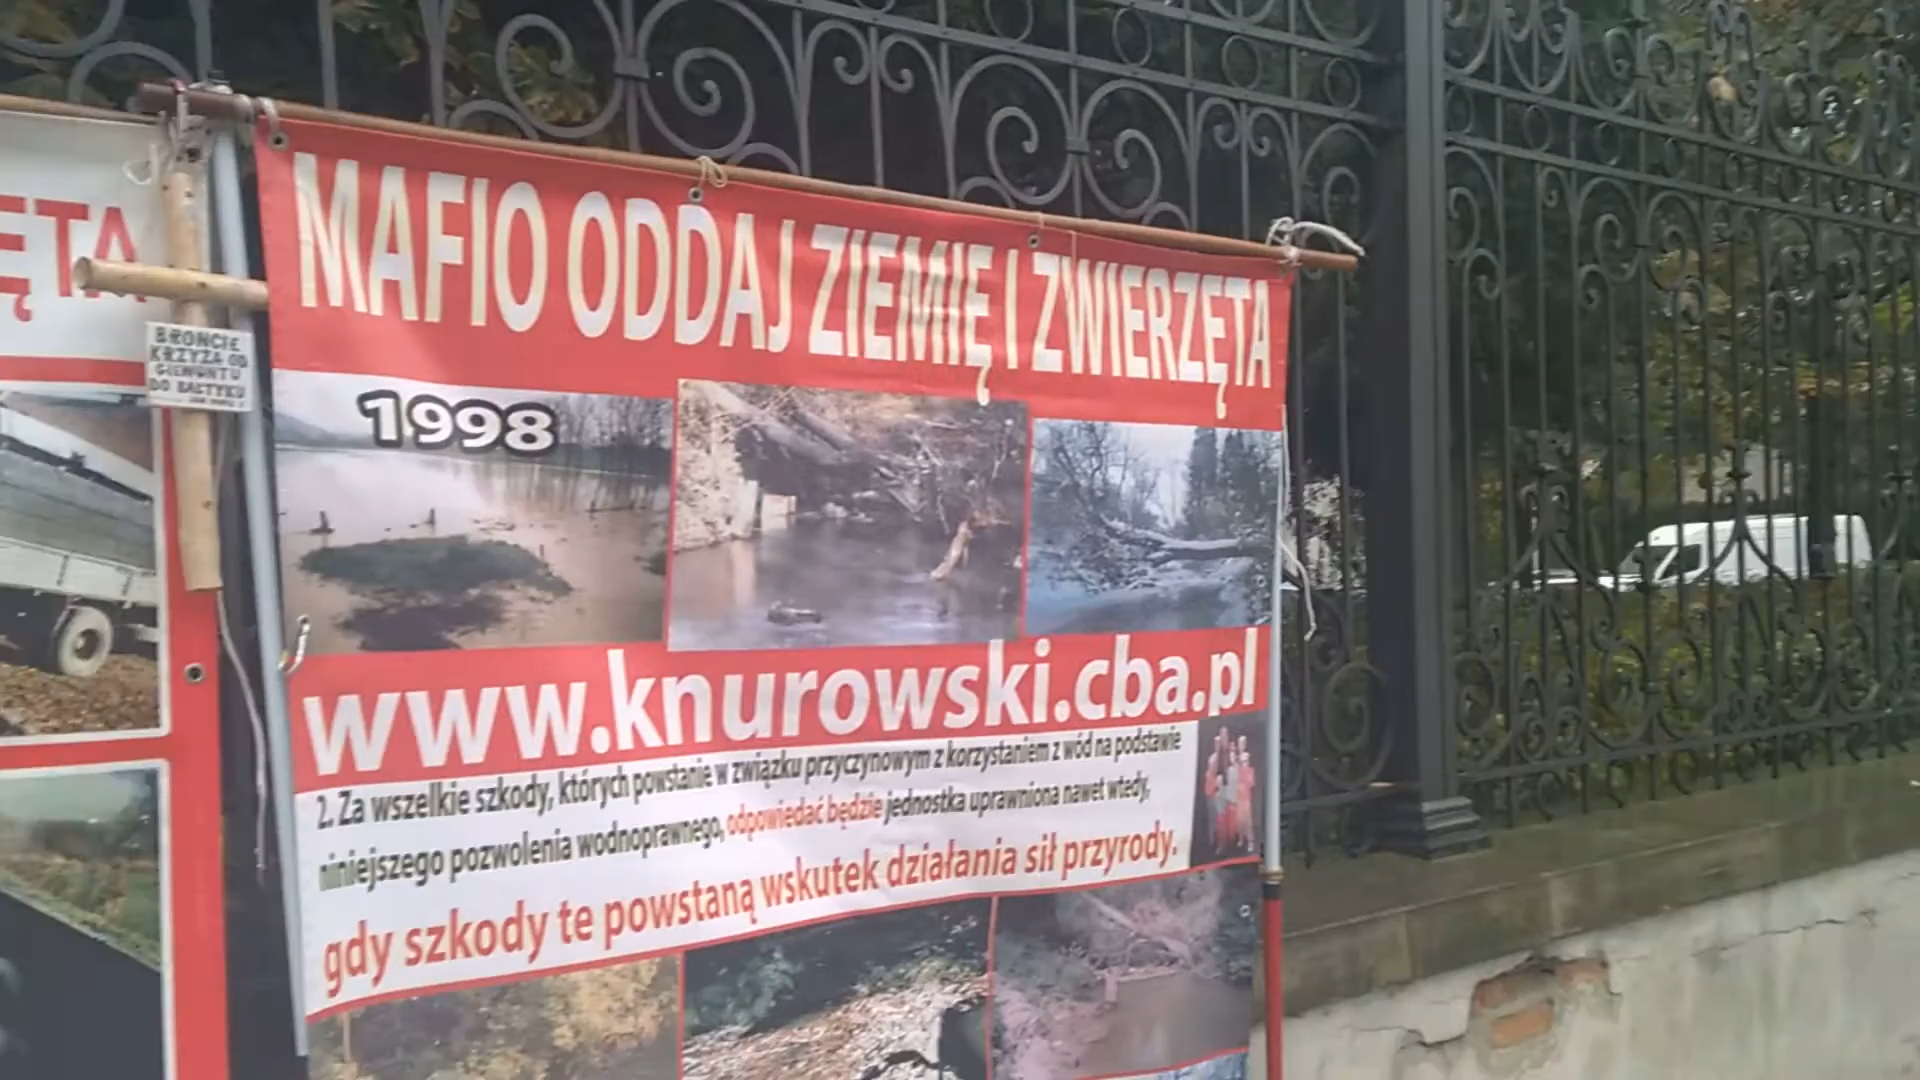 ĘTA
BROŃCIE
KRZYŻA OD
GIEWONTU
DO BAŁTYKU
MAFIO ODDAJ ZIEMIĘ I ZWIERZĘTA
1998
www.knurowski.cba.pl
2. Za wszelkie szkody, których powstanie w związku przyczynowym z korzystaniem z wód na podstawie
niniejszego pozwolenia wodnoprawnego, odpowiedać będzie jednostka uprawniona nawet wtedy,
gdy szkody te powstaną wskutek działania sił przyrody.